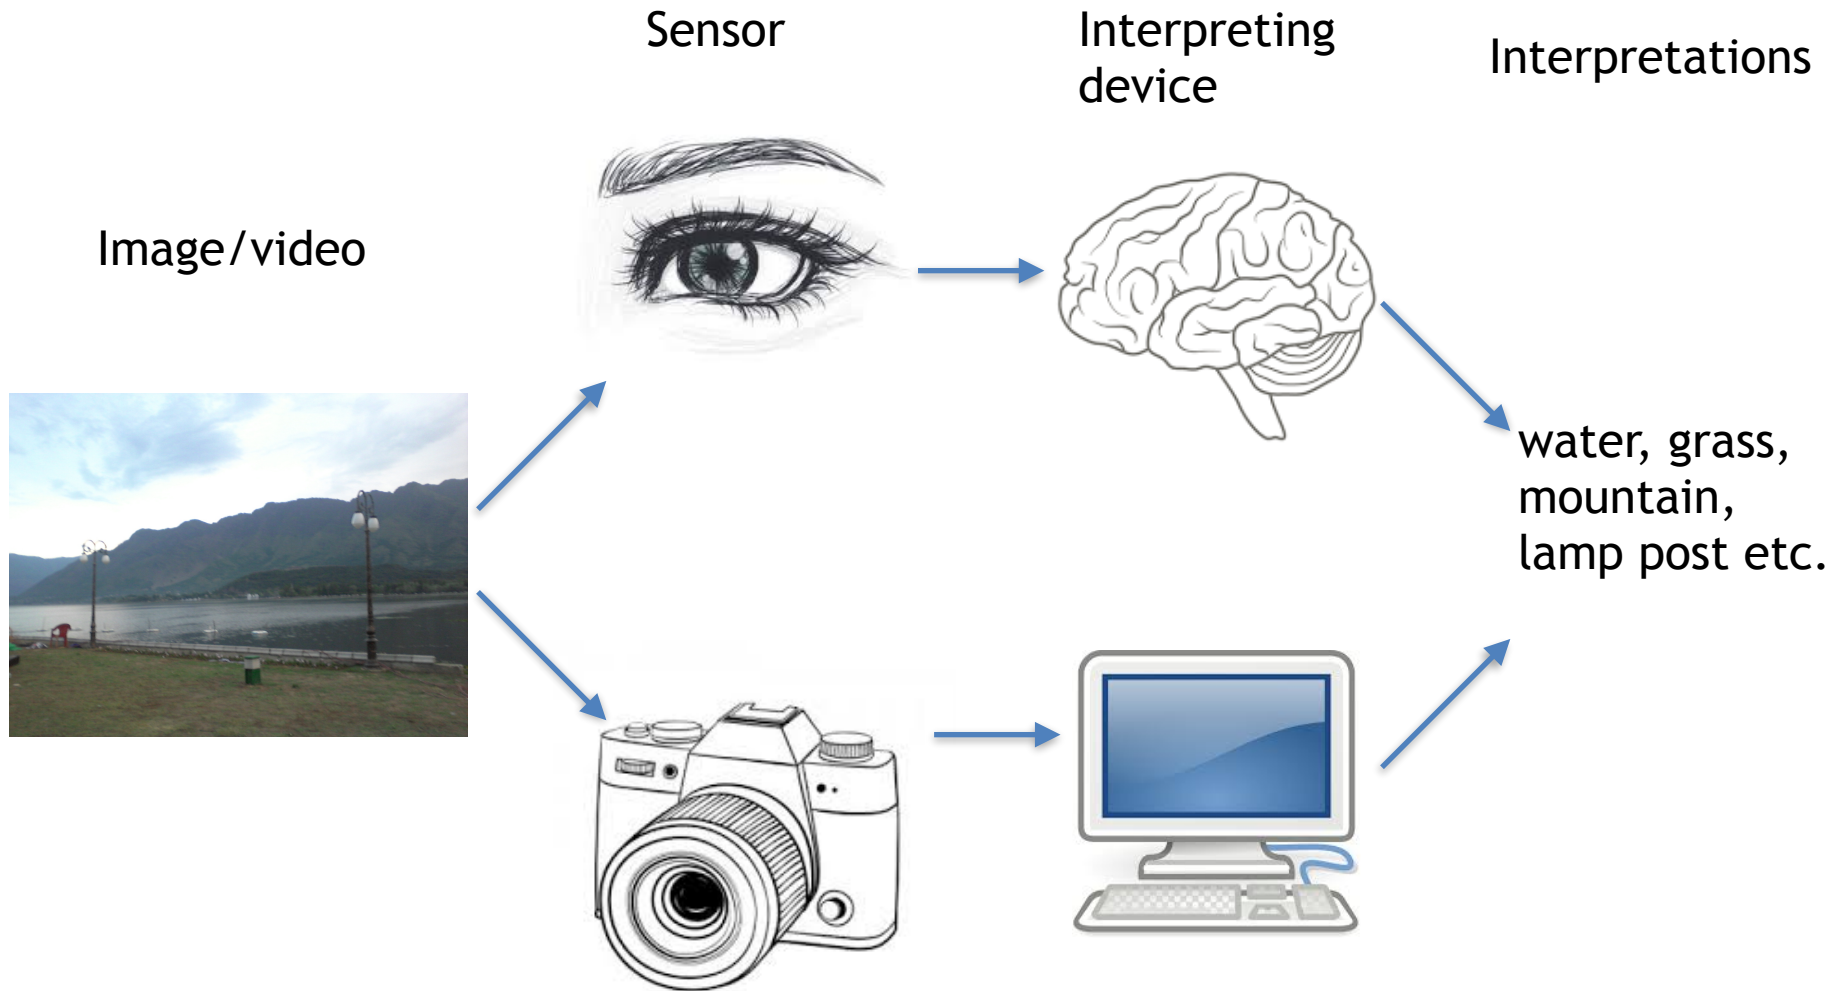 Sensor
Interpreting
device
Interpretations
Image/video
water, grass,
mountain,
lamp post etc.